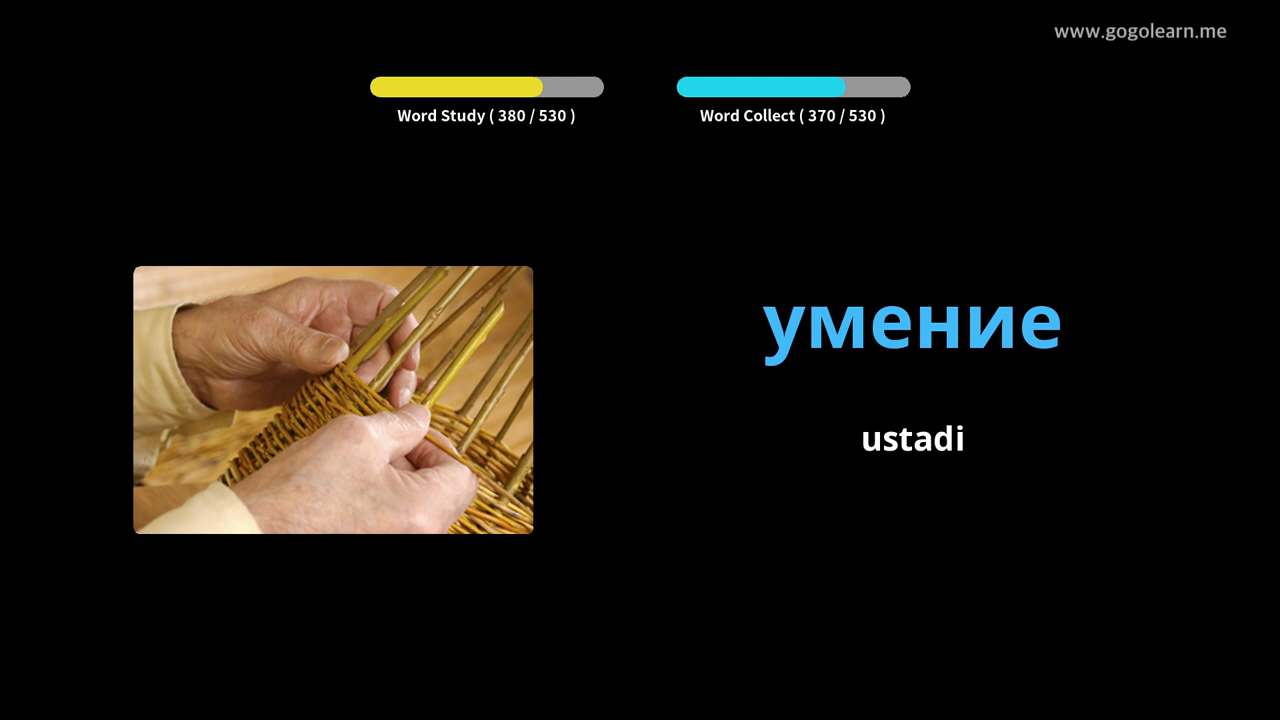 www.gogolearn.me
Word Study ( 380 / 530 )
Word Collect ( 370 / 530 )
умение
ustadi